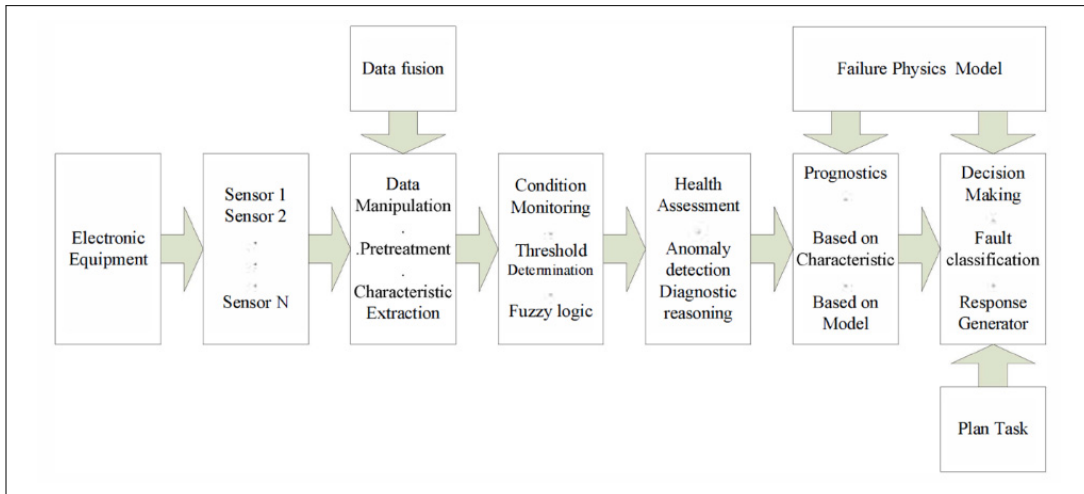 Data fusion
Failure Physics Model
Electronic
Equipment
Sensor 1
Sensor 2
.
.
.
Sensor N
Data
Manipulation
.
.Pretreatment
.
Characteristic
Extraction
Condition
Monitoring
Threshold
Determination
Fuzzy logic
Health
Assessment
Anomaly
detection
Diagnostic
reasoning
Prognostics
Based on
Characteristic
Based on
Model
Decision
Making
Fault
classification
Response
Generator
Plan Task